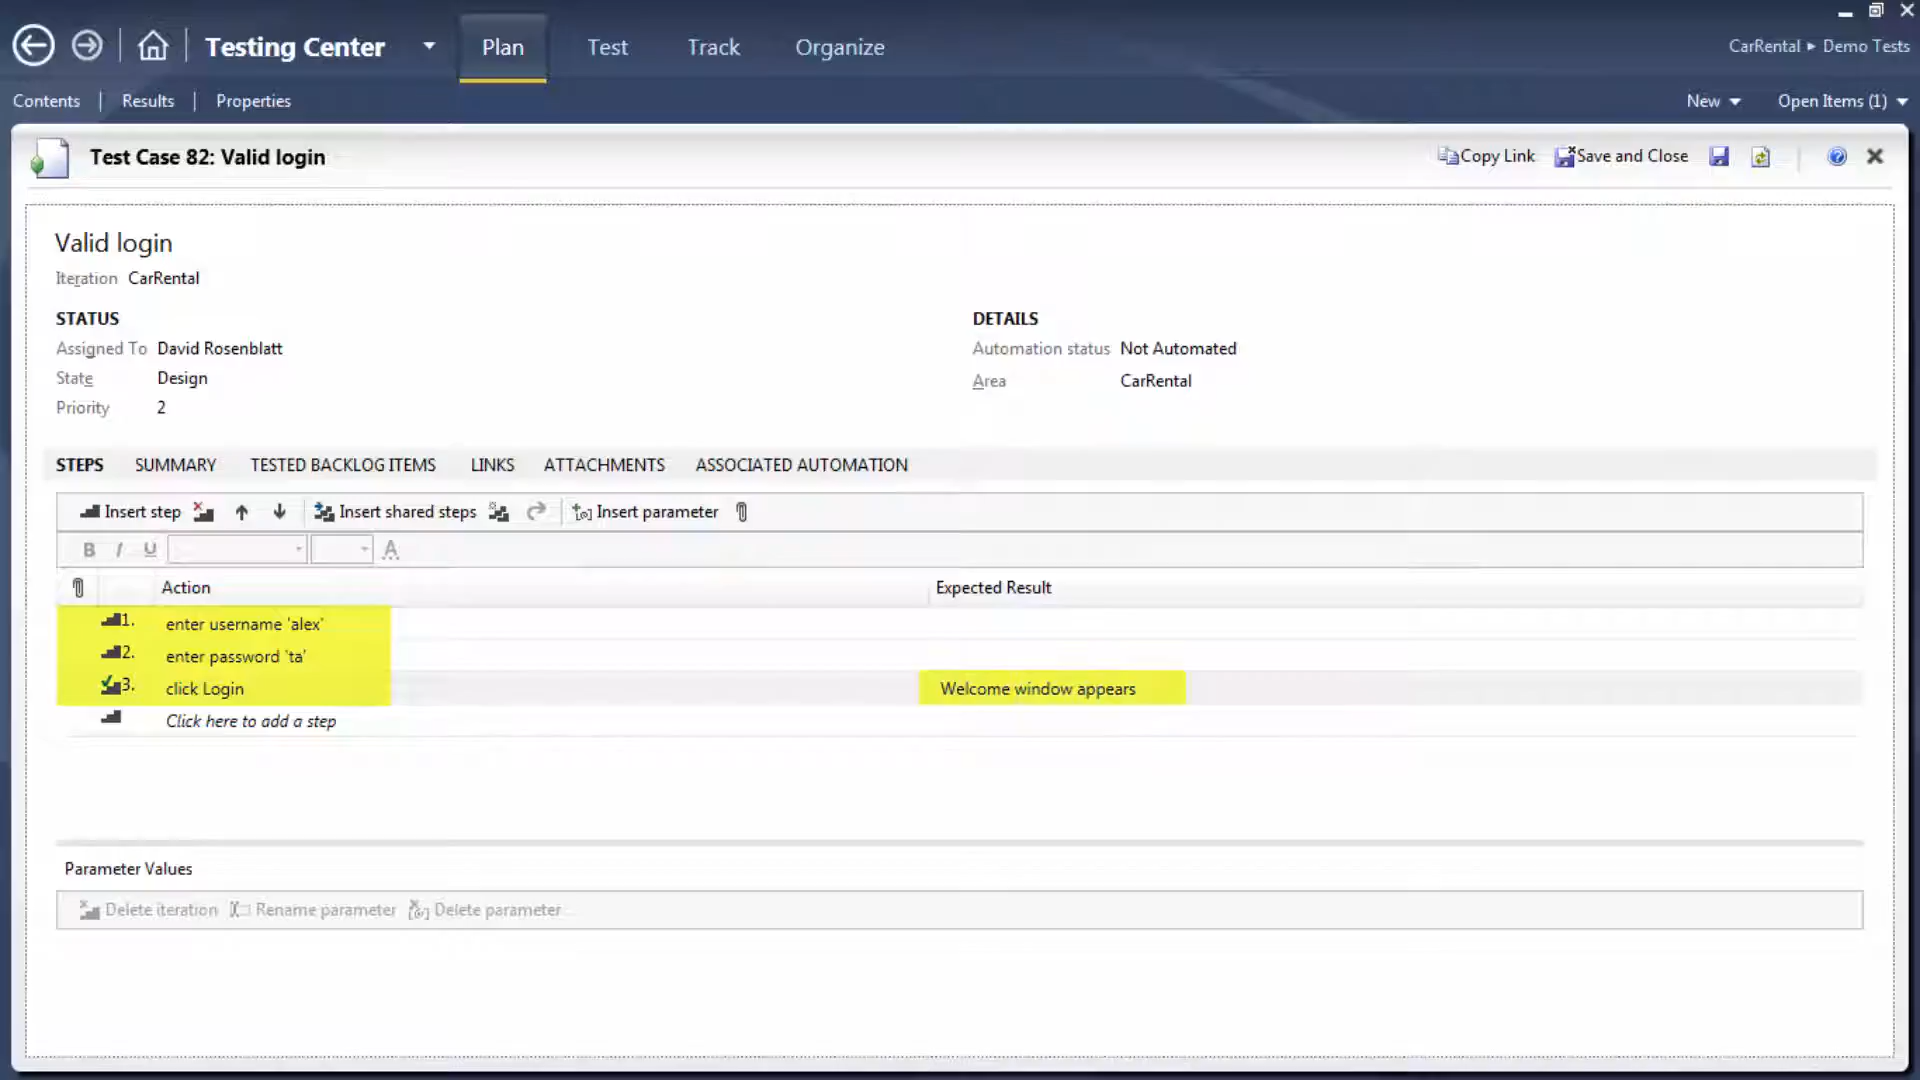 Testing Center Plan Test Track Organize CarRental ▸ Demo Tests
Contents | Results | Properties New Open Items (1)
Test Case 82: Valid login Copy Link Save and Close
Valid login
Iteration CarRental
STATUS DETAILS
Assigned To David Rosenblatt Automation status Not Automated
State Design Area CarRental
Priority 2
STEPS SUMMARY TESTED BACKLOG ITEMS LINKS ATTACHMENTS ASSOCIATED AUTOMATION
Insert step Insert shared steps Insert parameter
B I U A
Action Expected Result
1. enter username 'alex'
2. enter password 'ta'
3. click Login Welcome window appears
Click here to add a step
Parameter Values
Delete iteration Rename parameter Delete parameter